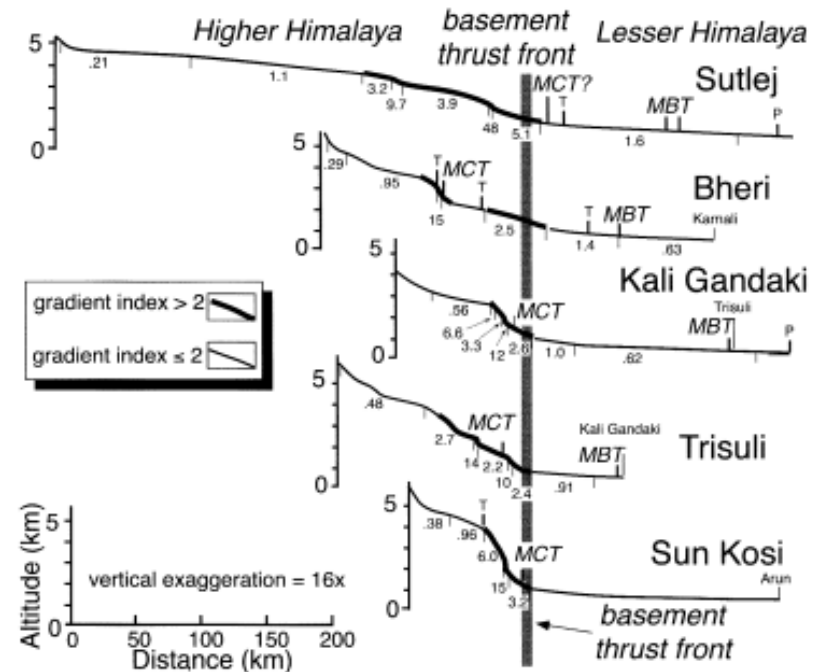 Higher Himalaya
basement
thrust front
Lesser Himalaya
5
0
.21
1.1
3.2
9.7
3.9
48
5.1
MCT?
T
1.6
MBT
P
Sutlej
5
0
.29
.95
T
MCT
15
T
2.5
T
1.4
MBT
.63
Karnali
Bheri
5
0
.56
6.6
3.3
12
2.6
MCT
1.0
.62
MBT
Trisuli
P
Kali Gandaki
gradient index > 2
gradient index ≤ 2
5
0
.48
2.7
14
MCT
2.2
10
2.4
.91
Kali Gandaki
MBT
Trisuli
5
0
.38
.96
T
6.0
15
3.2
MCT
Arun
Sun Kosi
basement
thrust front
Altitude (km)
5
0
vertical exaggeration = 16x
0 50 100 150 200
Distance (km)